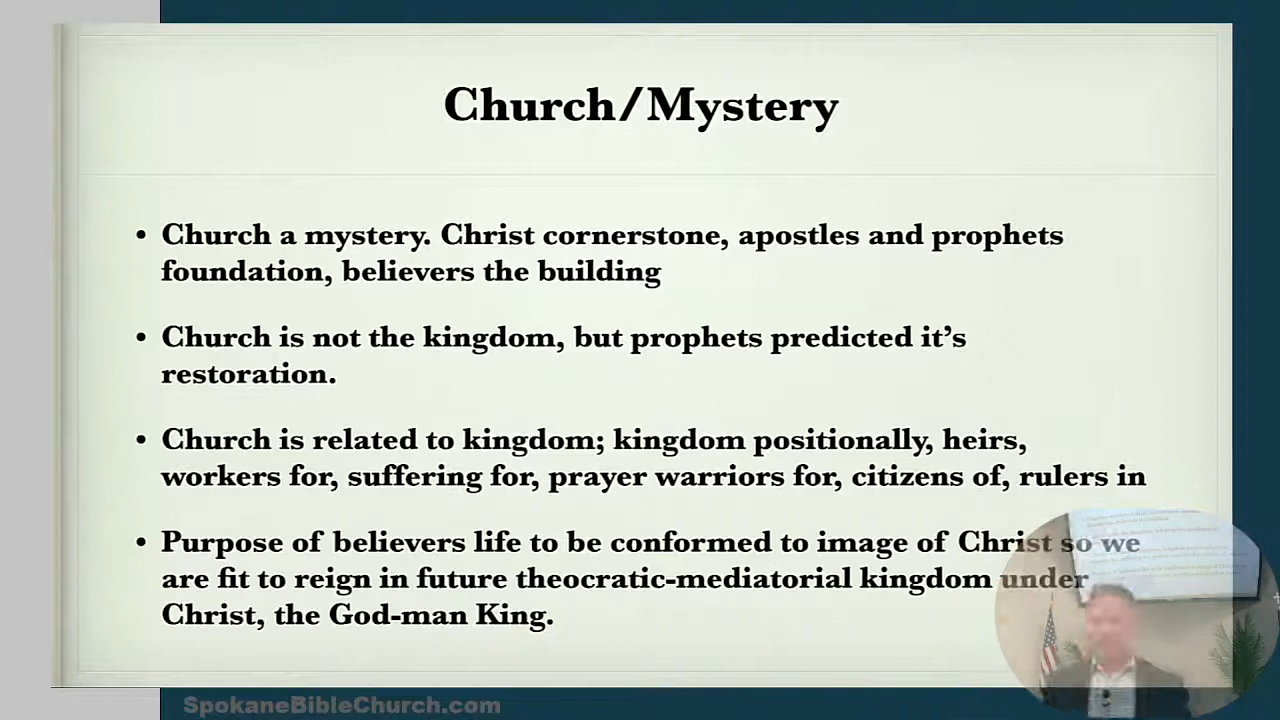 Church/Mystery
• Church a mystery. Christ cornerstone, apostles and prophets
foundation, believers the building
• Church is not the kingdom, but prophets predicted it’s
restoration.
• Church is related to kingdom; kingdom positionally, heirs,
workers for, suffering for, prayer warriors for, citizens of, rulers in
• Purpose of believers life to be conformed to image of Christ so we
are fit to reign in future theocratic-mediatorial kingdom under
Christ, the God-man King.
SpokaneBibleChurch.com